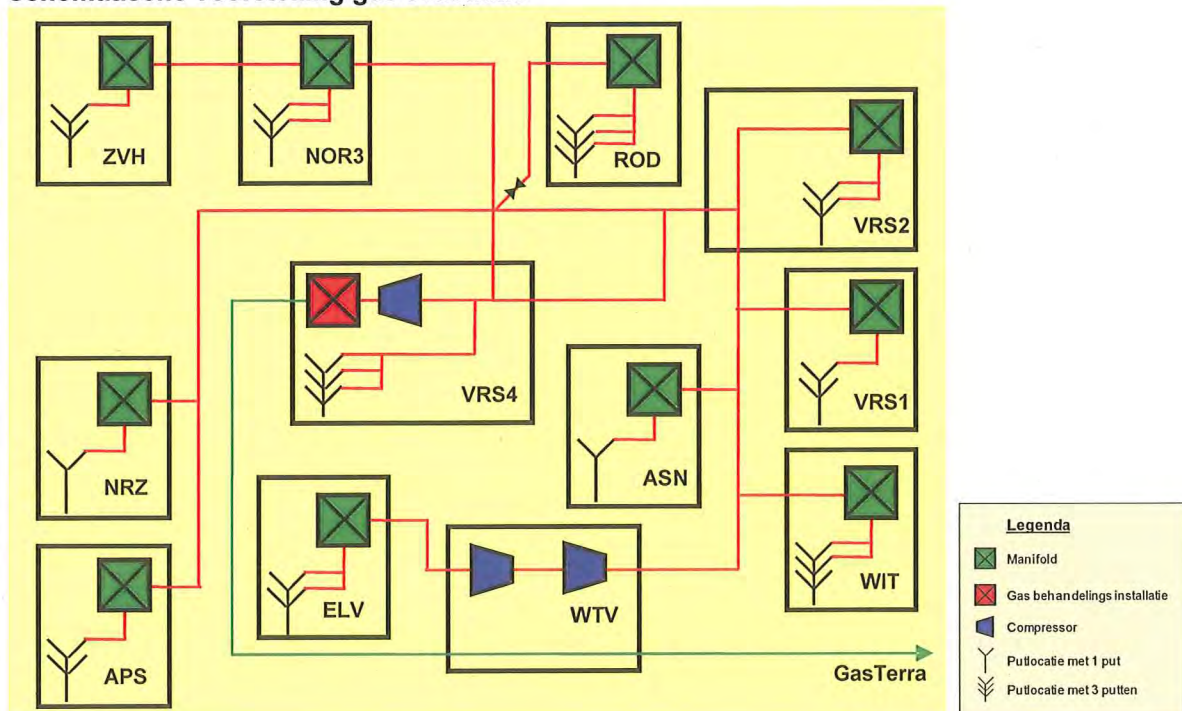 ZVH
NOR3
ROD
VRS2
VRS4
VRS1
NRZ
ASN
ELV
WTV
WIT
APS
GasTerra
Legenda
Manifold
Gas behandelings installatie
Compressor
Putlocatie met 1 put
Putlocatie met 3 putten